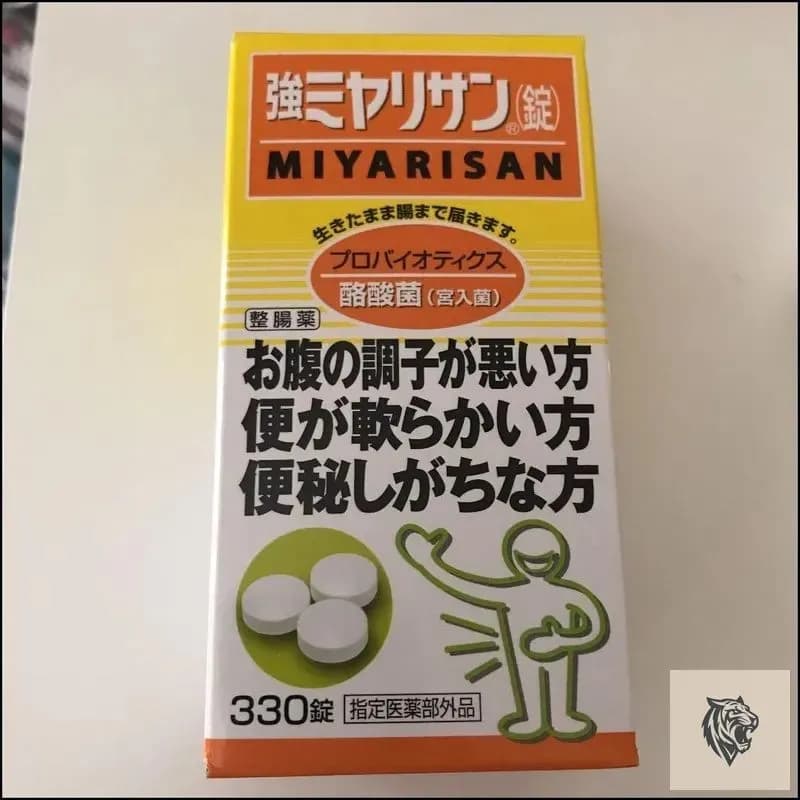 強ミヤリサン®(錠)
MIYARISAN
生きたまま腸まで届きます。
プロバイオティクス
酪酸菌(宮入菌)
整腸薬
お腹の調子が悪い方
便が軟らかい方
便秘しがちな方
330錠 指定医薬部外品